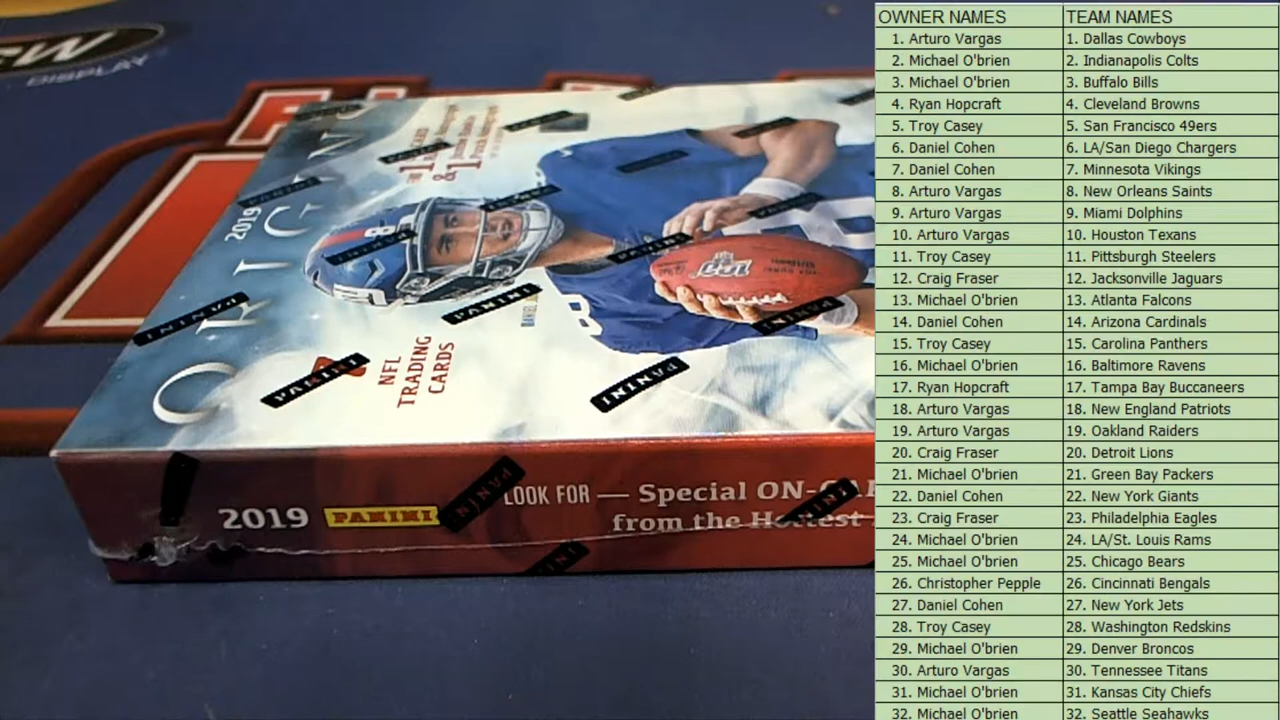 EW
DISPLAY
2019
ORIGINS
PANINI
NFL
TRADING
CARDS
2019 PANINI
LOOK FOR — Special ON-CAR
from the Hottest
OWNER NAMES TEAM NAMES
1. Arturo Vargas 1. Dallas Cowboys
2. Michael O'brien 2. Indianapolis Colts
3. Michael O'brien 3. Buffalo Bills
4. Ryan Hopcraft 4. Cleveland Browns
5. Troy Casey 5. San Francisco 49ers
6. Daniel Cohen 6. LA/San Diego Chargers
7. Daniel Cohen 7. Minnesota Vikings
8. Arturo Vargas 8. New Orleans Saints
9. Arturo Vargas 9. Miami Dolphins
10. Arturo Vargas 10. Houston Texans
11. Troy Casey 11. Pittsburgh Steelers
12. Craig Fraser 12. Jacksonville Jaguars
13. Michael O'brien 13. Atlanta Falcons
14. Daniel Cohen 14. Arizona Cardinals
15. Troy Casey 15. Carolina Panthers
16. Michael O'brien 16. Baltimore Ravens
17. Ryan Hopcraft 17. Tampa Bay Buccaneers
18. Arturo Vargas 18. New England Patriots
19. Arturo Vargas 19. Oakland Raiders
20. Craig Fraser 20. Detroit Lions
21. Michael O'brien 21. Green Bay Packers
22. Daniel Cohen 22. New York Giants
23. Craig Fraser 23. Philadelphia Eagles
24. Michael O'brien 24. LA/St. Louis Rams
25. Michael O'brien 25. Chicago Bears
26. Christopher Pepple 26. Cincinnati Bengals
27. Daniel Cohen 27. New York Jets
28. Troy Casey 28. Washington Redskins
29. Michael O'brien 29. Denver Broncos
30. Arturo Vargas 30. Tennessee Titans
31. Michael O'brien 31. Kansas City Chiefs
32. Michael O'brien 32. Seattle Seahawks